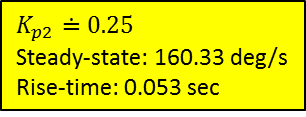 K_{p2} ≐ 0.25
Steady-state: 160.33 deg/s
Rise-time: 0.053 sec